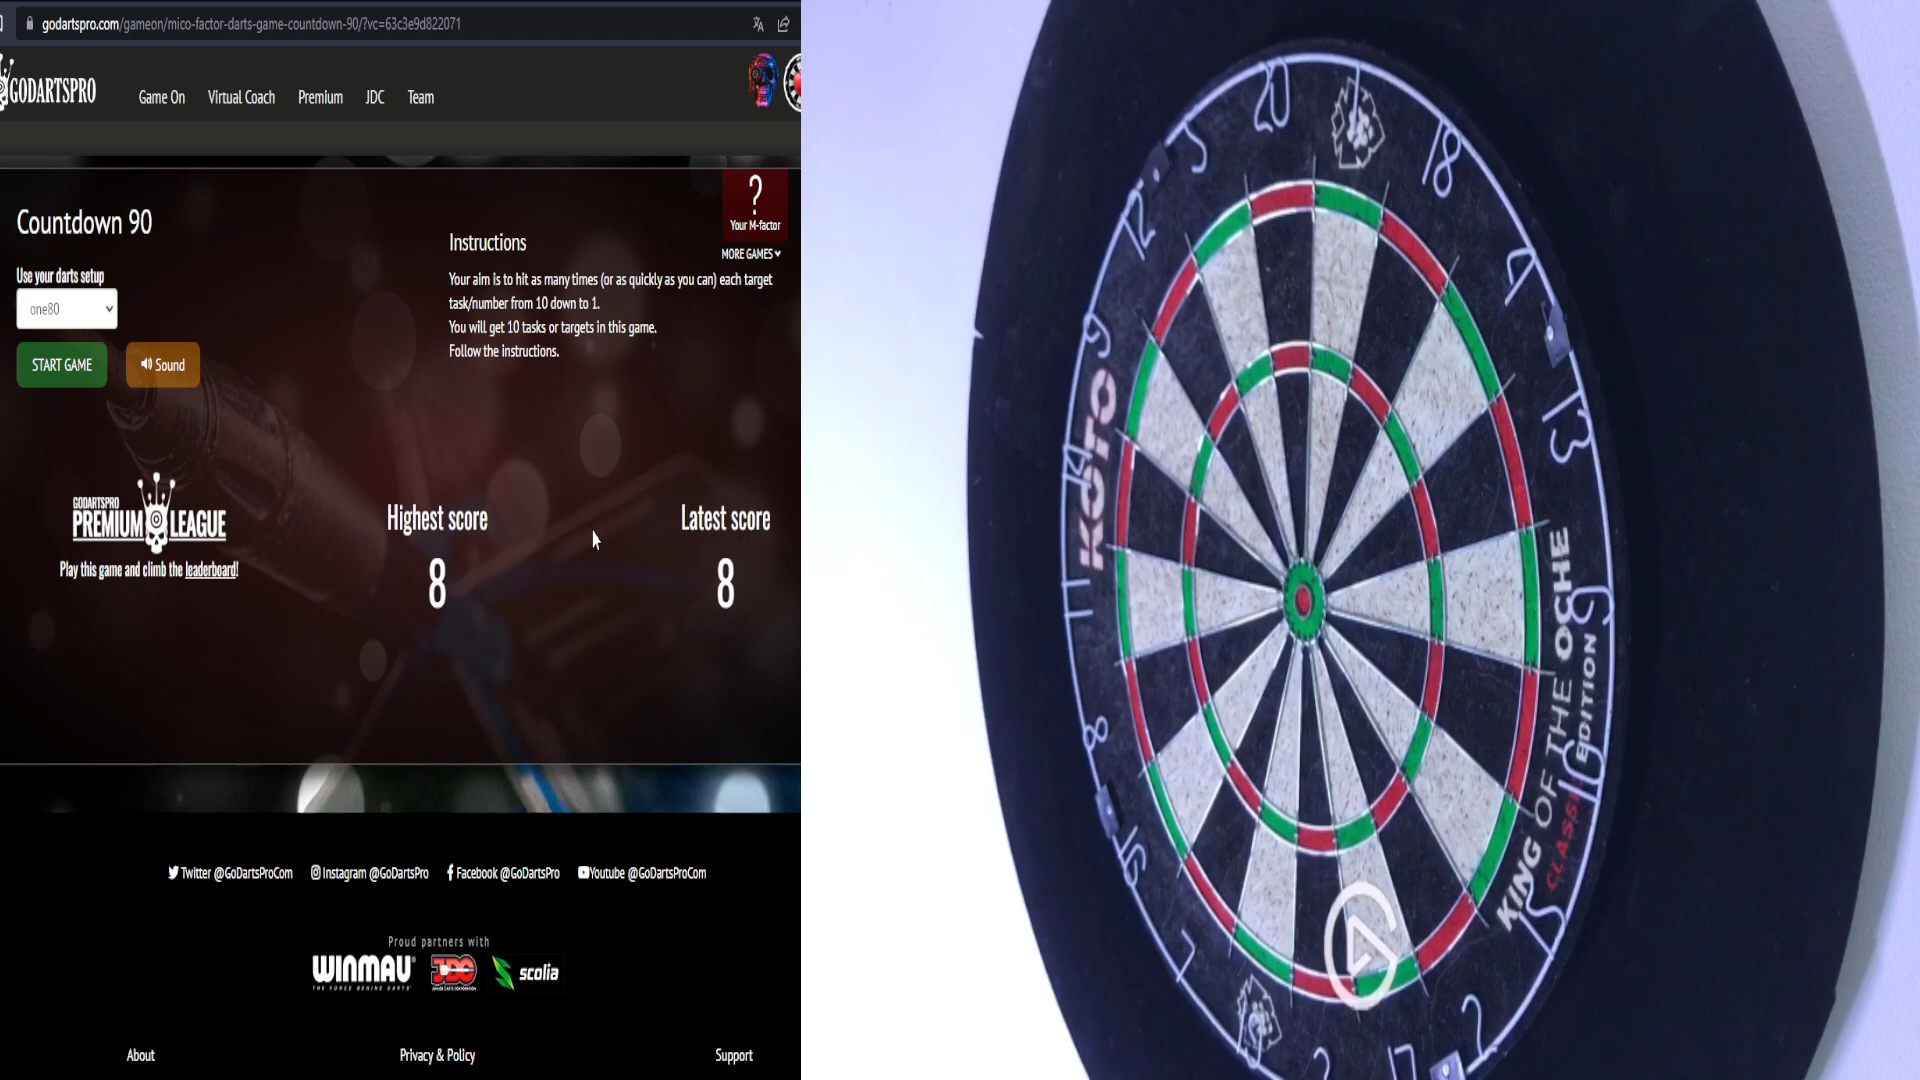 godartspro.com/gameon/mico-factor-darts-game-countdown-90/?vc=63c3e9d822071
GODARTSPRO
Game On
Virtual Coach
Premium
JDC
Team
?
Your M-factor
MORE GAMES
Countdown 90
Use your darts setup
one80
START GAME
Sound
Instructions
Your aim is to hit as many times (or as quickly as you can) each target
task/number from 10 down to 1.
You will get 10 tasks or targets in this game.
Follow the instructions.
GODARTSPRO
PREMIUM LEAGUE
Play this game and climb the leaderboard!
Highest score
8
Latest score
8
Twitter @GoDartsProCom
Instagram @GoDartsPro
Facebook @GoDartsPro
Youtube @GoDartsProCom
Proud partners with
WINMAU
THE FORCE BEHIND DARTS
JDC
scolia
About
Privacy & Policy
Support
20
1
18
4
13
6
10
15
2
17
3
7
16
8
11
14
9
12
5
KOTO
KING OF THE OCHE
CLASSIC EDITION